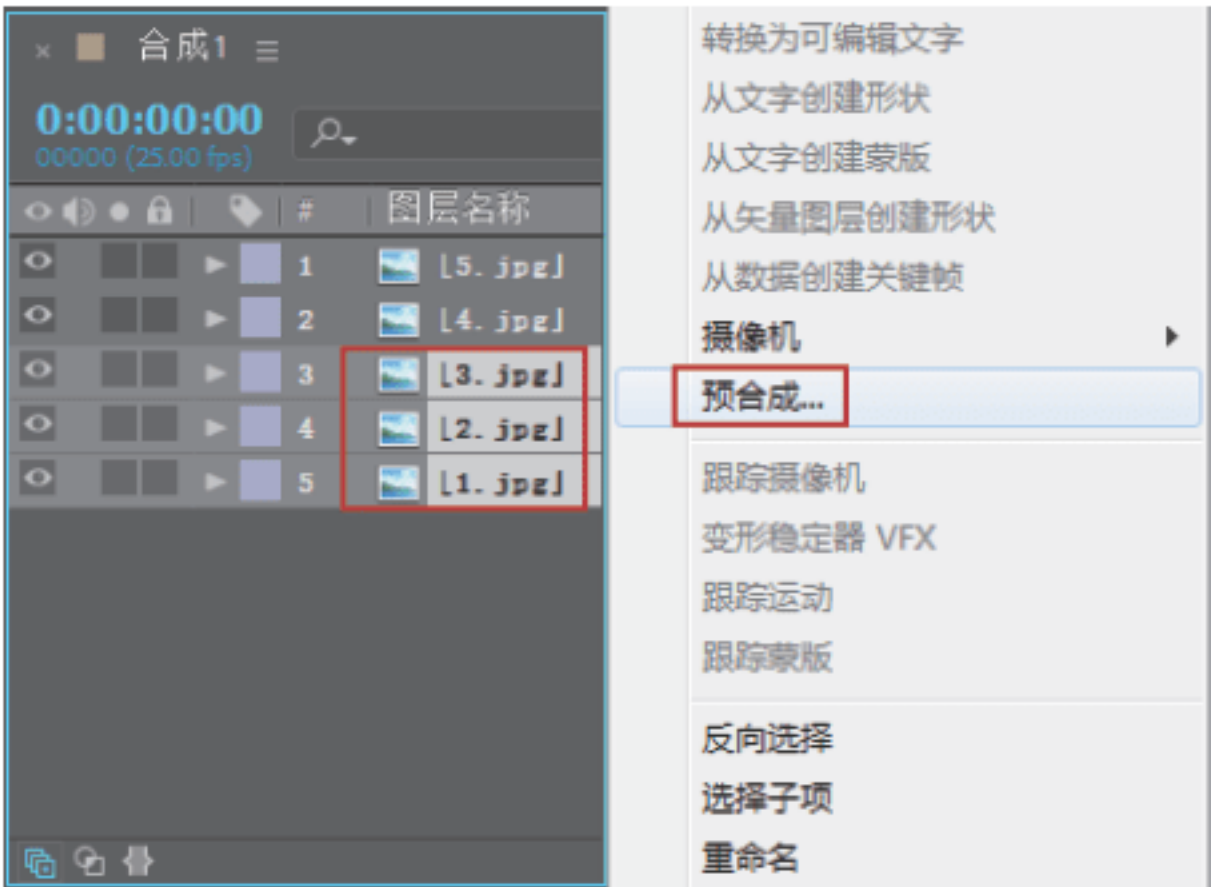 合成1
0:00:00:00
00000 (25.00 fps)
# 图层名称
1 [5.jpg]
2 [4.jpg]
3 [3.jpg]
4 [2.jpg]
5 [1.jpg]
转换为可编辑文字
从文字创建形状
从文字创建蒙版
从矢量图层创建形状
从数据创建关键帧
摄像机
预合成...
跟踪摄像机
变形稳定器 VFX
跟踪运动
跟踪蒙版
反向选择
选择子项
重命名